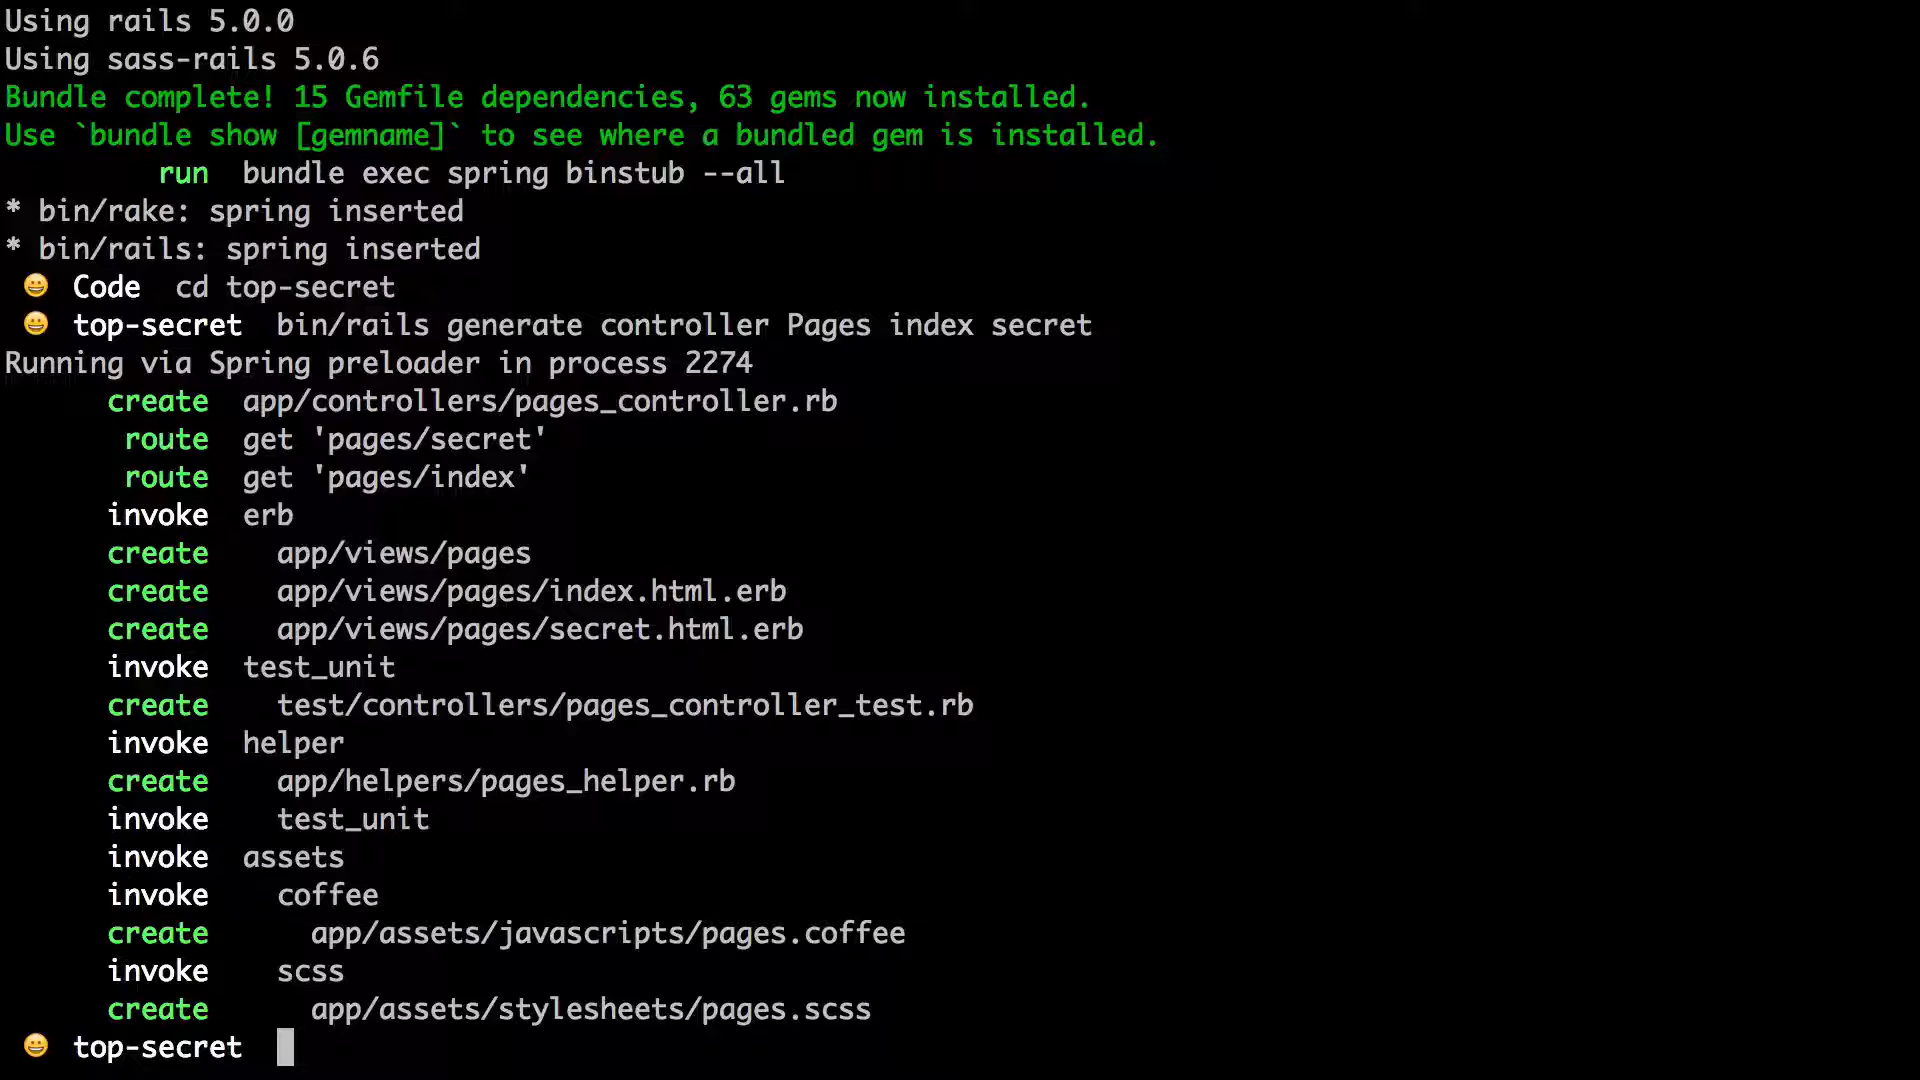 Using rails 5.0.0
Using sass-rails 5.0.6
Bundle complete! 15 Gemfile dependencies, 63 gems now installed.
Use `bundle show [gemname]` to see where a bundled gem is installed.
run  bundle exec spring binstub --all
* bin/rake: spring inserted
* bin/rails: spring inserted
😀 Code  cd top-secret
😀 top-secret  bin/rails generate controller Pages index secret
Running via Spring preloader in process 2274
create  app/controllers/pages_controller.rb
route  get 'pages/secret'
route  get 'pages/index'
invoke  erb
create    app/views/pages
create    app/views/pages/index.html.erb
create    app/views/pages/secret.html.erb
invoke  test_unit
create    test/controllers/pages_controller_test.rb
invoke  helper
create    app/helpers/pages_helper.rb
invoke    test_unit
invoke  assets
invoke    coffee
create      app/assets/javascripts/pages.coffee
invoke    scss
create      app/assets/stylesheets/pages.scss
😀 top-secret